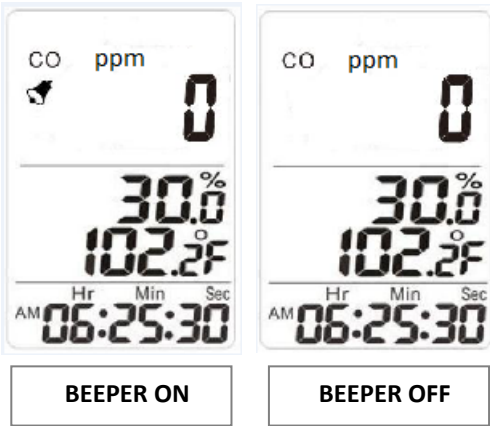 CO ppm
0
30.0%
102.2°F
Hr Min Sec
AM 06:25:30
BEEPER ON
CO ppm
0
30.0%
102.2°F
Hr Min Sec
AM 06:25:30
BEEPER OFF